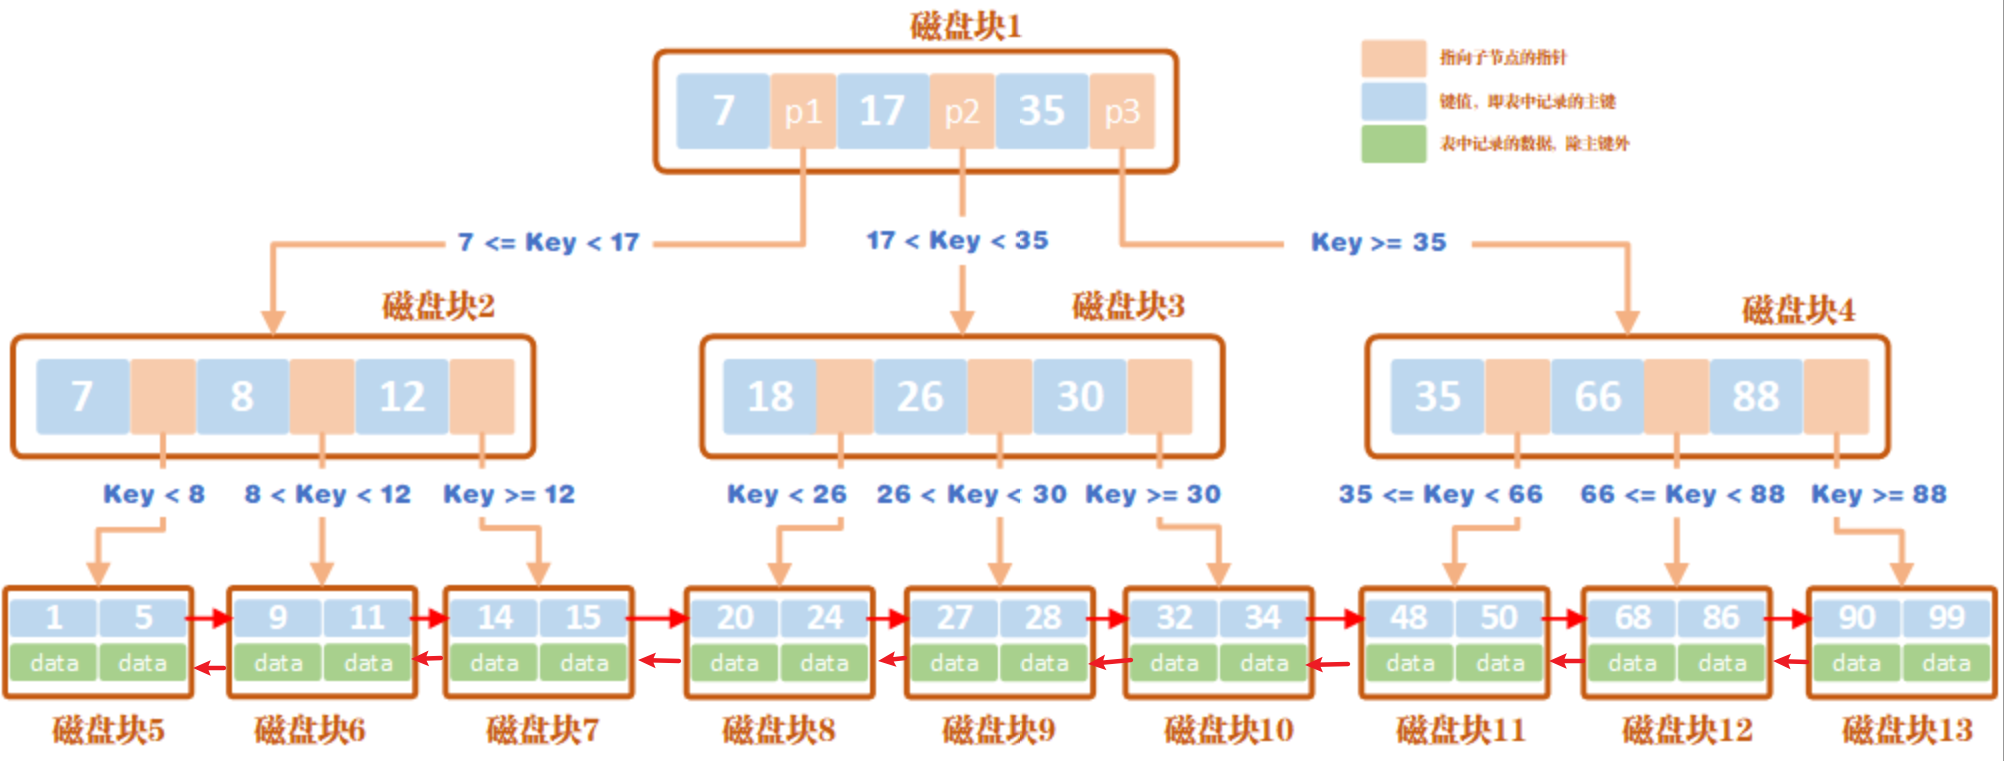 磁盘块1
7 p1 17 p2 35 p3
指向子节点的指针
键值，即表中记录的主键
表中记录的数据，除主键外
7 <= Key < 17
17 < Key < 35
Key >= 35
磁盘块2
磁盘块3
磁盘块4
7 8 12
18 26 30
35 66 88
Key < 8
8 < Key < 12
Key >= 12
Key < 26
26 < Key < 30
Key >= 30
35 <= Key < 66
66 <= Key < 88
Key >= 88
1 5
data data
磁盘块5
9 11
data data
磁盘块6
14 15
data data
磁盘块7
20 24
data data
磁盘块8
27 28
data data
磁盘块9
32 34
data data
磁盘块10
48 50
data data
磁盘块11
68 86
data data
磁盘块12
90 99
data data
磁盘块13